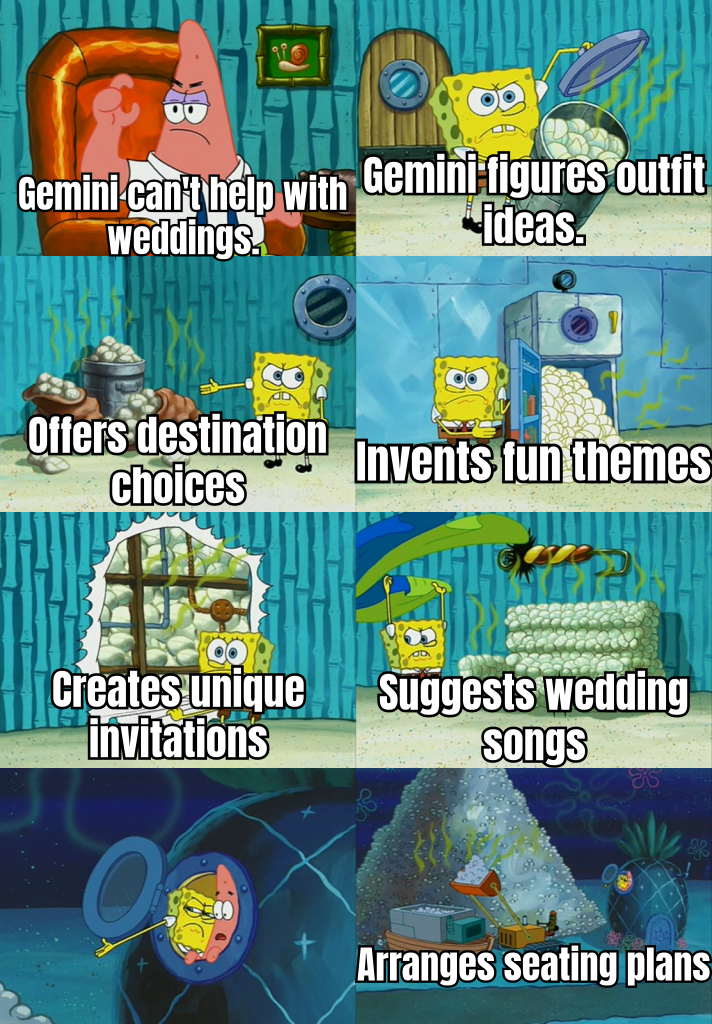 Gemini can't help with
weddings.
Gemini figures outfit
ideas.
Offers destination
choices
Invents fun themes
Creates unique
invitations
Suggests wedding
songs
Arranges seating plans